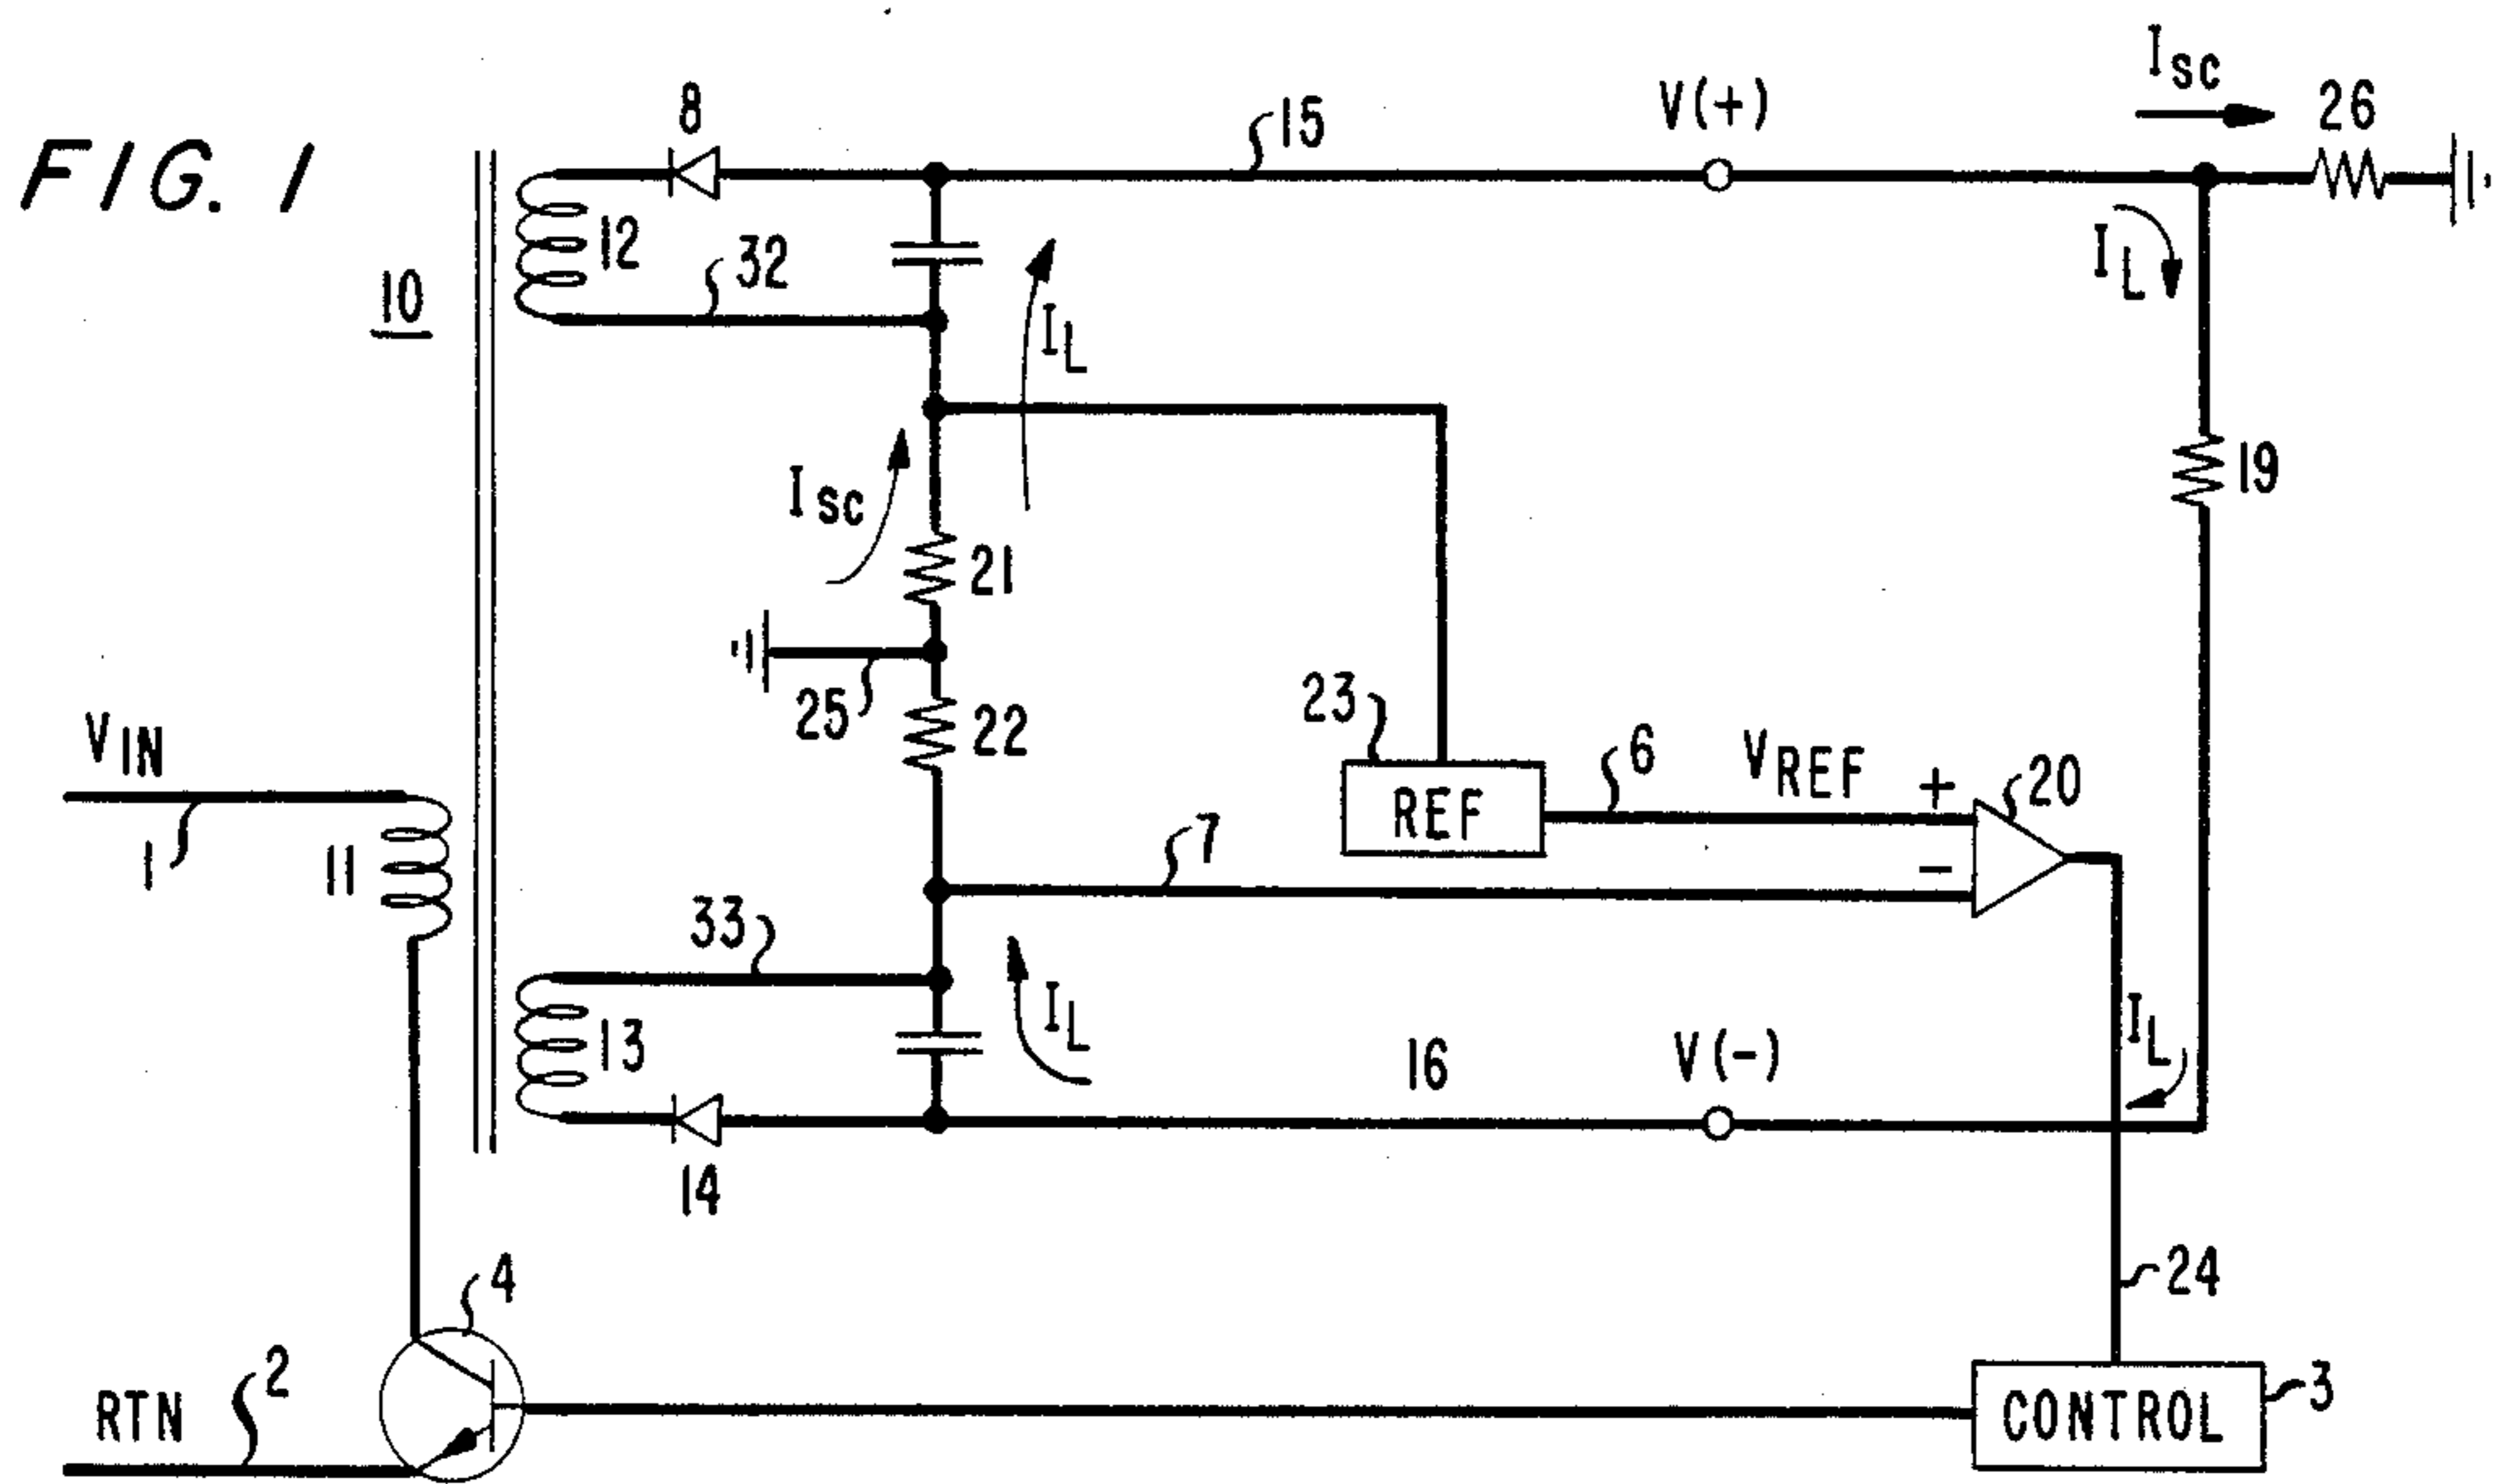 FIG. 1
10
8
12
32
15
V(+)
Isc
26
IL
IL
19
Isc
21
25
22
VIN
1
11
23
REF
6
VREF
+
-
20
7
33
13
IL
16
V(-)
IL
14
4
24
2
RTN
CONTROL
3